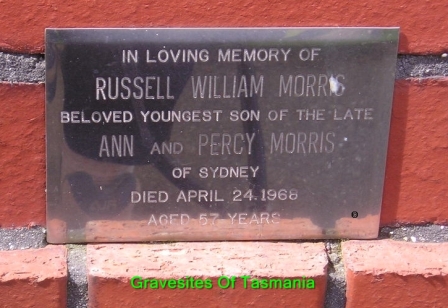 IN LOVING MEMORY OF
RUSSELL WILLIAM MORRIS
BELOVED YOUNGEST SON OF THE LATE
ANN AND PERCY MORRIS
OF SYDNEY
DIED APRIL 24.1968
AGED 57 YEARS
Gravesites Of Tasmania